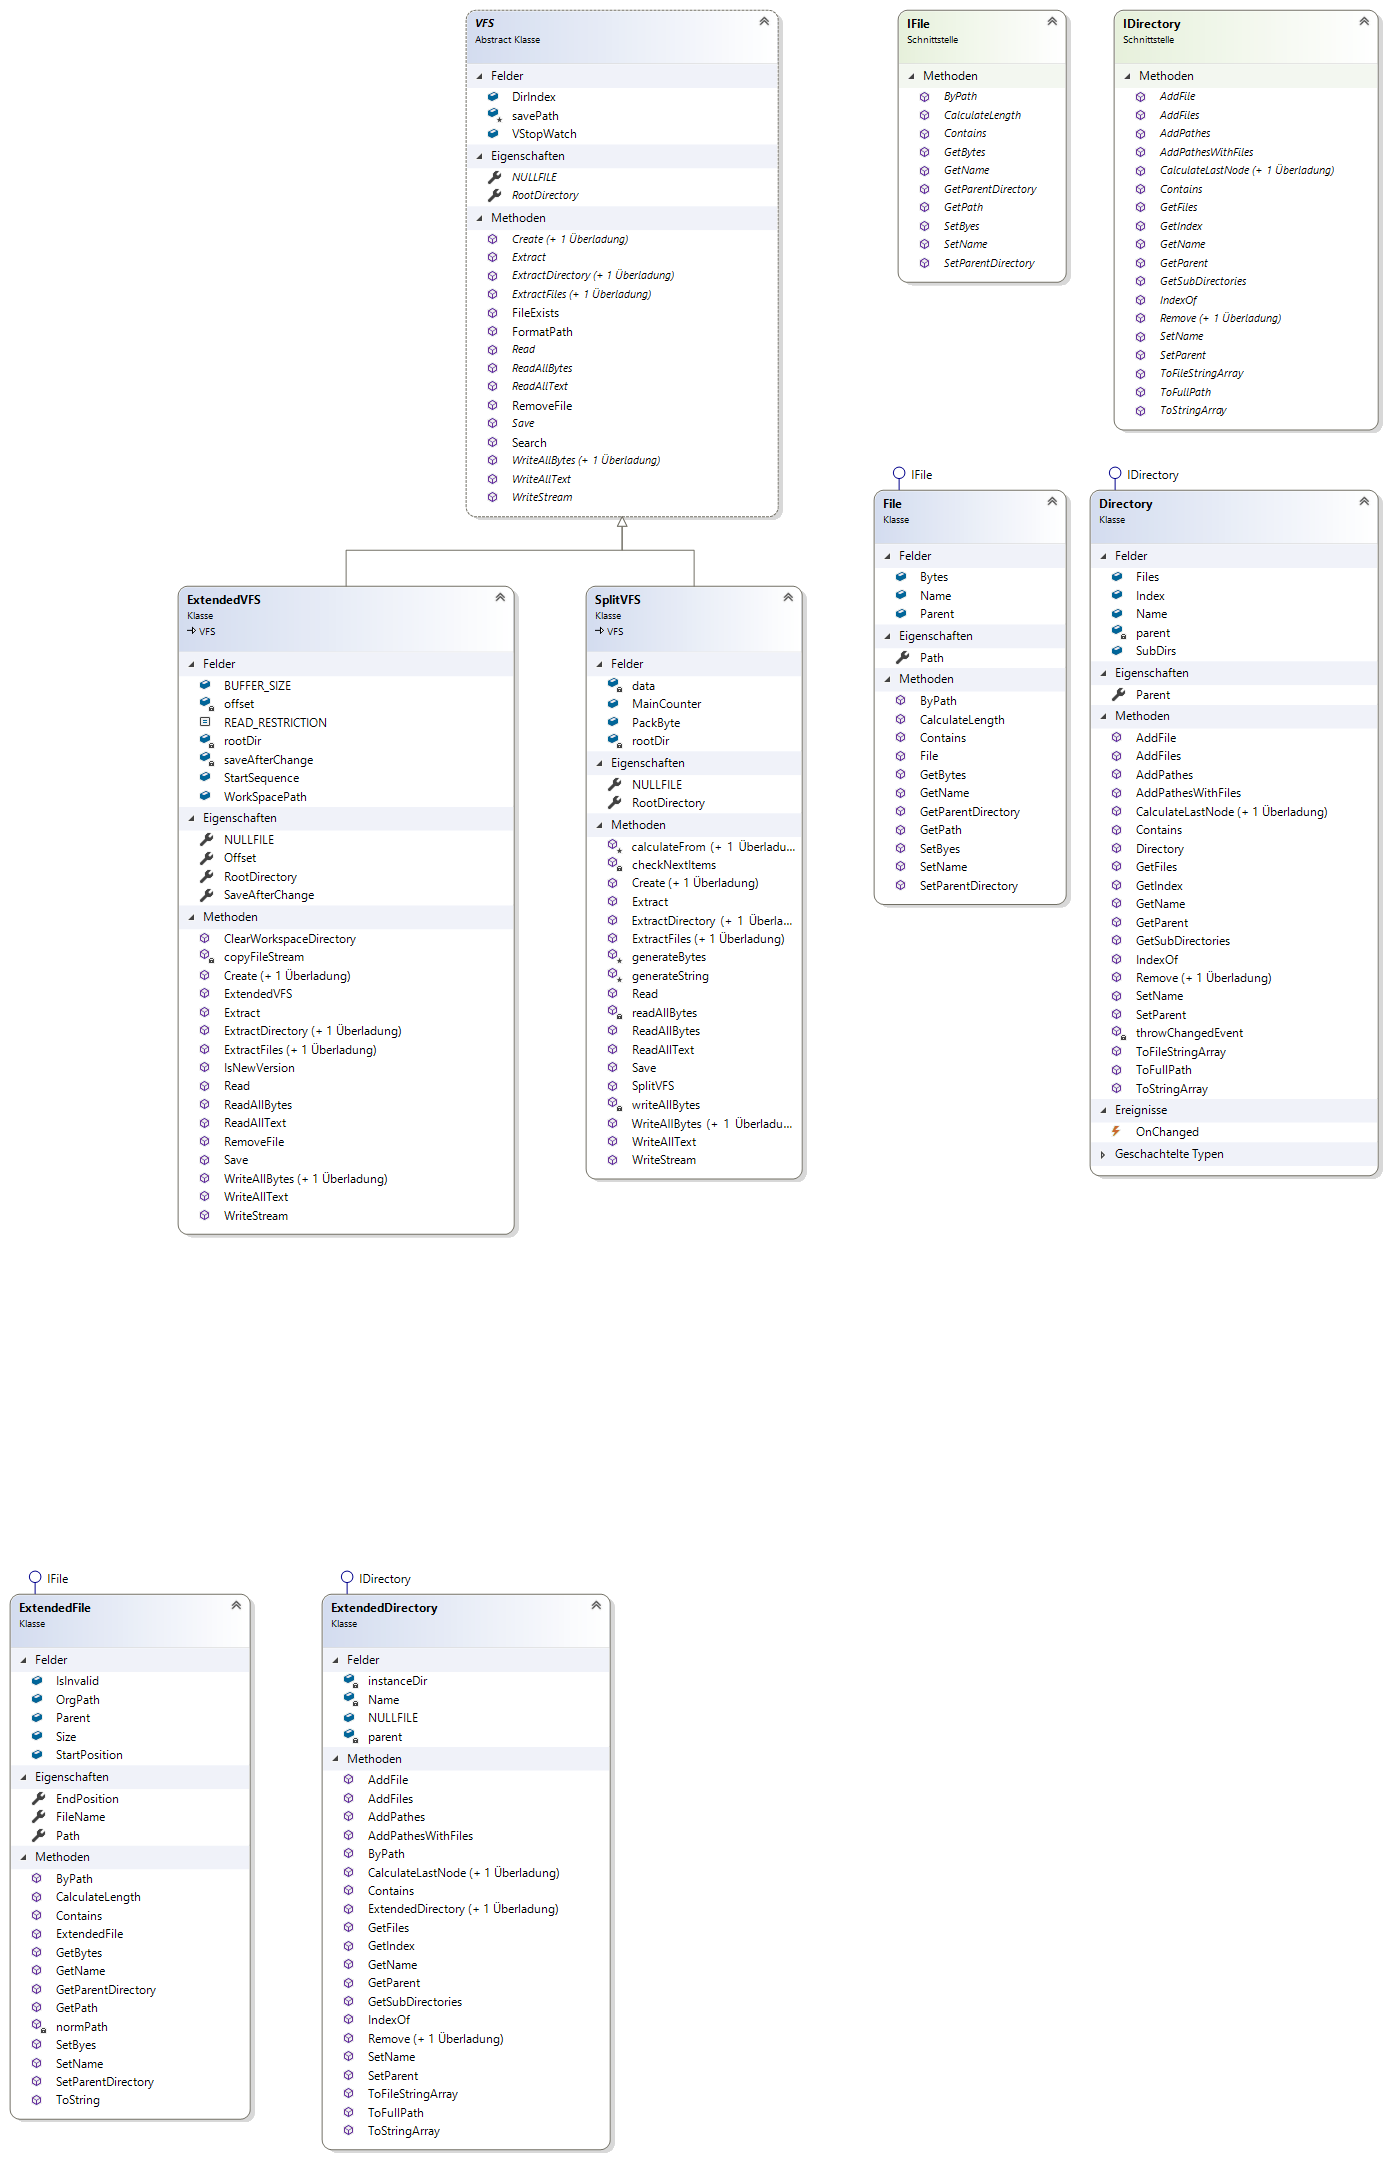 VFS
Abstract Klasse
Felder
DirIndex
savePath
VStopWatch
Eigenschaften
NULLFILE
RootDirectory
Methoden
Create (+ 1 Überladung)
Extract
ExtractDirectory (+ 1 Überladung)
ExtractFiles (+ 1 Überladung)
FileExists
FormatPath
Read
ReadAllBytes
ReadAllText
RemoveFile
Save
Search
WriteAllBytes (+ 1 Überladung)
WriteAllText
WriteStream
IFile
Schnittstelle
Methoden
ByPath
CalculateLength
Contains
GetBytes
GetName
GetParentDirectory
GetPath
SetByes
SetName
SetParentDirectory
IDirectory
Schnittstelle
Methoden
AddFile
AddFiles
AddPathes
AddPathesWithFiles
CalculateLastNode (+ 1 Überladung)
Contains
GetFiles
GetIndex
GetName
GetParent
GetSubDirectories
IndexOf
Remove (+ 1 Überladung)
SetName
SetParent
ToFileStringArray
ToFullPath
ToStringArray
ExtendedVFS
Klasse
VFS
Felder
BUFFER_SIZE
offset
READ_RESTRICTION
rootDir
saveAfterChange
StartSequence
WorkSpacePath
Eigenschaften
NULLFILE
Offset
RootDirectory
SaveAfterChange
Methoden
ClearWorkspaceDirectory
copyFileStream
Create (+ 1 Überladung)
ExtendedVFS
Extract
ExtractDirectory (+ 1 Überladung)
ExtractFiles (+ 1 Überladung)
IsNewVersion
Read
ReadAllBytes
ReadAllText
RemoveFile
Save
WriteAllBytes (+ 1 Überladung)
WriteAllText
WriteStream
SplitVFS
Klasse
VFS
Felder
data
MainCounter
PackByte
rootDir
Eigenschaften
NULLFILE
RootDirectory
Methoden
calculateFrom (+ 1 Überladu...
checkNextItems
Create (+ 1 Überladung)
Extract
ExtractDirectory (+ 1 Überla...
ExtractFiles (+ 1 Überladung)
generateBytes
generateString
Read
readAllBytes
ReadAllBytes
ReadAllText
Save
SplitVFS
writeAllBytes
WriteAllBytes (+ 1 Überladu...
WriteAllText
WriteStream
IFile
File
Klasse
Felder
Bytes
Name
Parent
Eigenschaften
Path
Methoden
ByPath
CalculateLength
Contains
File
GetBytes
GetName
GetParentDirectory
GetPath
SetByes
SetName
SetParentDirectory
IDirectory
Directory
Klasse
Felder
Files
Index
Name
parent
SubDirs
Eigenschaften
Parent
Methoden
AddFile
AddFiles
AddPathes
AddPathesWithFiles
CalculateLastNode (+ 1 Überladung)
Contains
Directory
GetFiles
GetIndex
GetName
GetParent
GetSubDirectories
IndexOf
Remove (+ 1 Überladung)
SetName
SetParent
throwChangedEvent
ToFileStringArray
ToFullPath
ToStringArray
Ereignisse
OnChanged
Geschachtelte Typen
IFile
ExtendedFile
Klasse
Felder
IsInvalid
OrgPath
Parent
Size
StartPosition
Eigenschaften
EndPosition
FileName
Path
Methoden
ByPath
CalculateLength
Contains
ExtendedFile
GetBytes
GetName
GetParentDirectory
GetPath
normPath
SetByes
SetName
SetParentDirectory
ToString
IDirectory
ExtendedDirectory
Klasse
Felder
instanceDir
Name
NULLFILE
parent
Methoden
AddFile
AddFiles
AddPathes
AddPathesWithFiles
ByPath
CalculateLastNode (+ 1 Überladung)
Contains
ExtendedDirectory (+ 1 Überladung)
GetFiles
GetIndex
GetName
GetParent
GetSubDirectories
IndexOf
Remove (+ 1 Überladung)
SetName
SetParent
ToFileStringArray
ToFullPath
ToStringArray